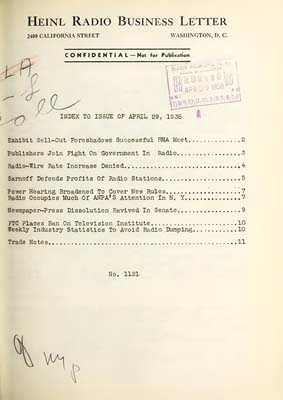 HEINL RADIO BUSINESS LETTER
2400 CALIFORNIA STREET WASHINGTON, D. C.
CONFIDENTIAL—Not for Publication
INDEX TO ISSUE OF APRIL 29, 1938
Exhibit Sell-Out Foreshadows Successful RMA Meet.............2
Publishers Join Fight On Government In Radio.............3
Radio-Wire Rate Increase Denied.............4
Sarnoff Defends Profits Of Radio Stations.............5
Power Hearing Broadened To Cover New Rules.............7
Radio Occupies Much Of ANPA'S Attention In N. Y.............7
Newspaper-Press Dissolution Revived In Senate.............9
FTC Places Ban On Television Institute.............10
Weekly Industry Statistics To Avoid Radio Dumping.............10
Trade Notes.............11
No. 1121